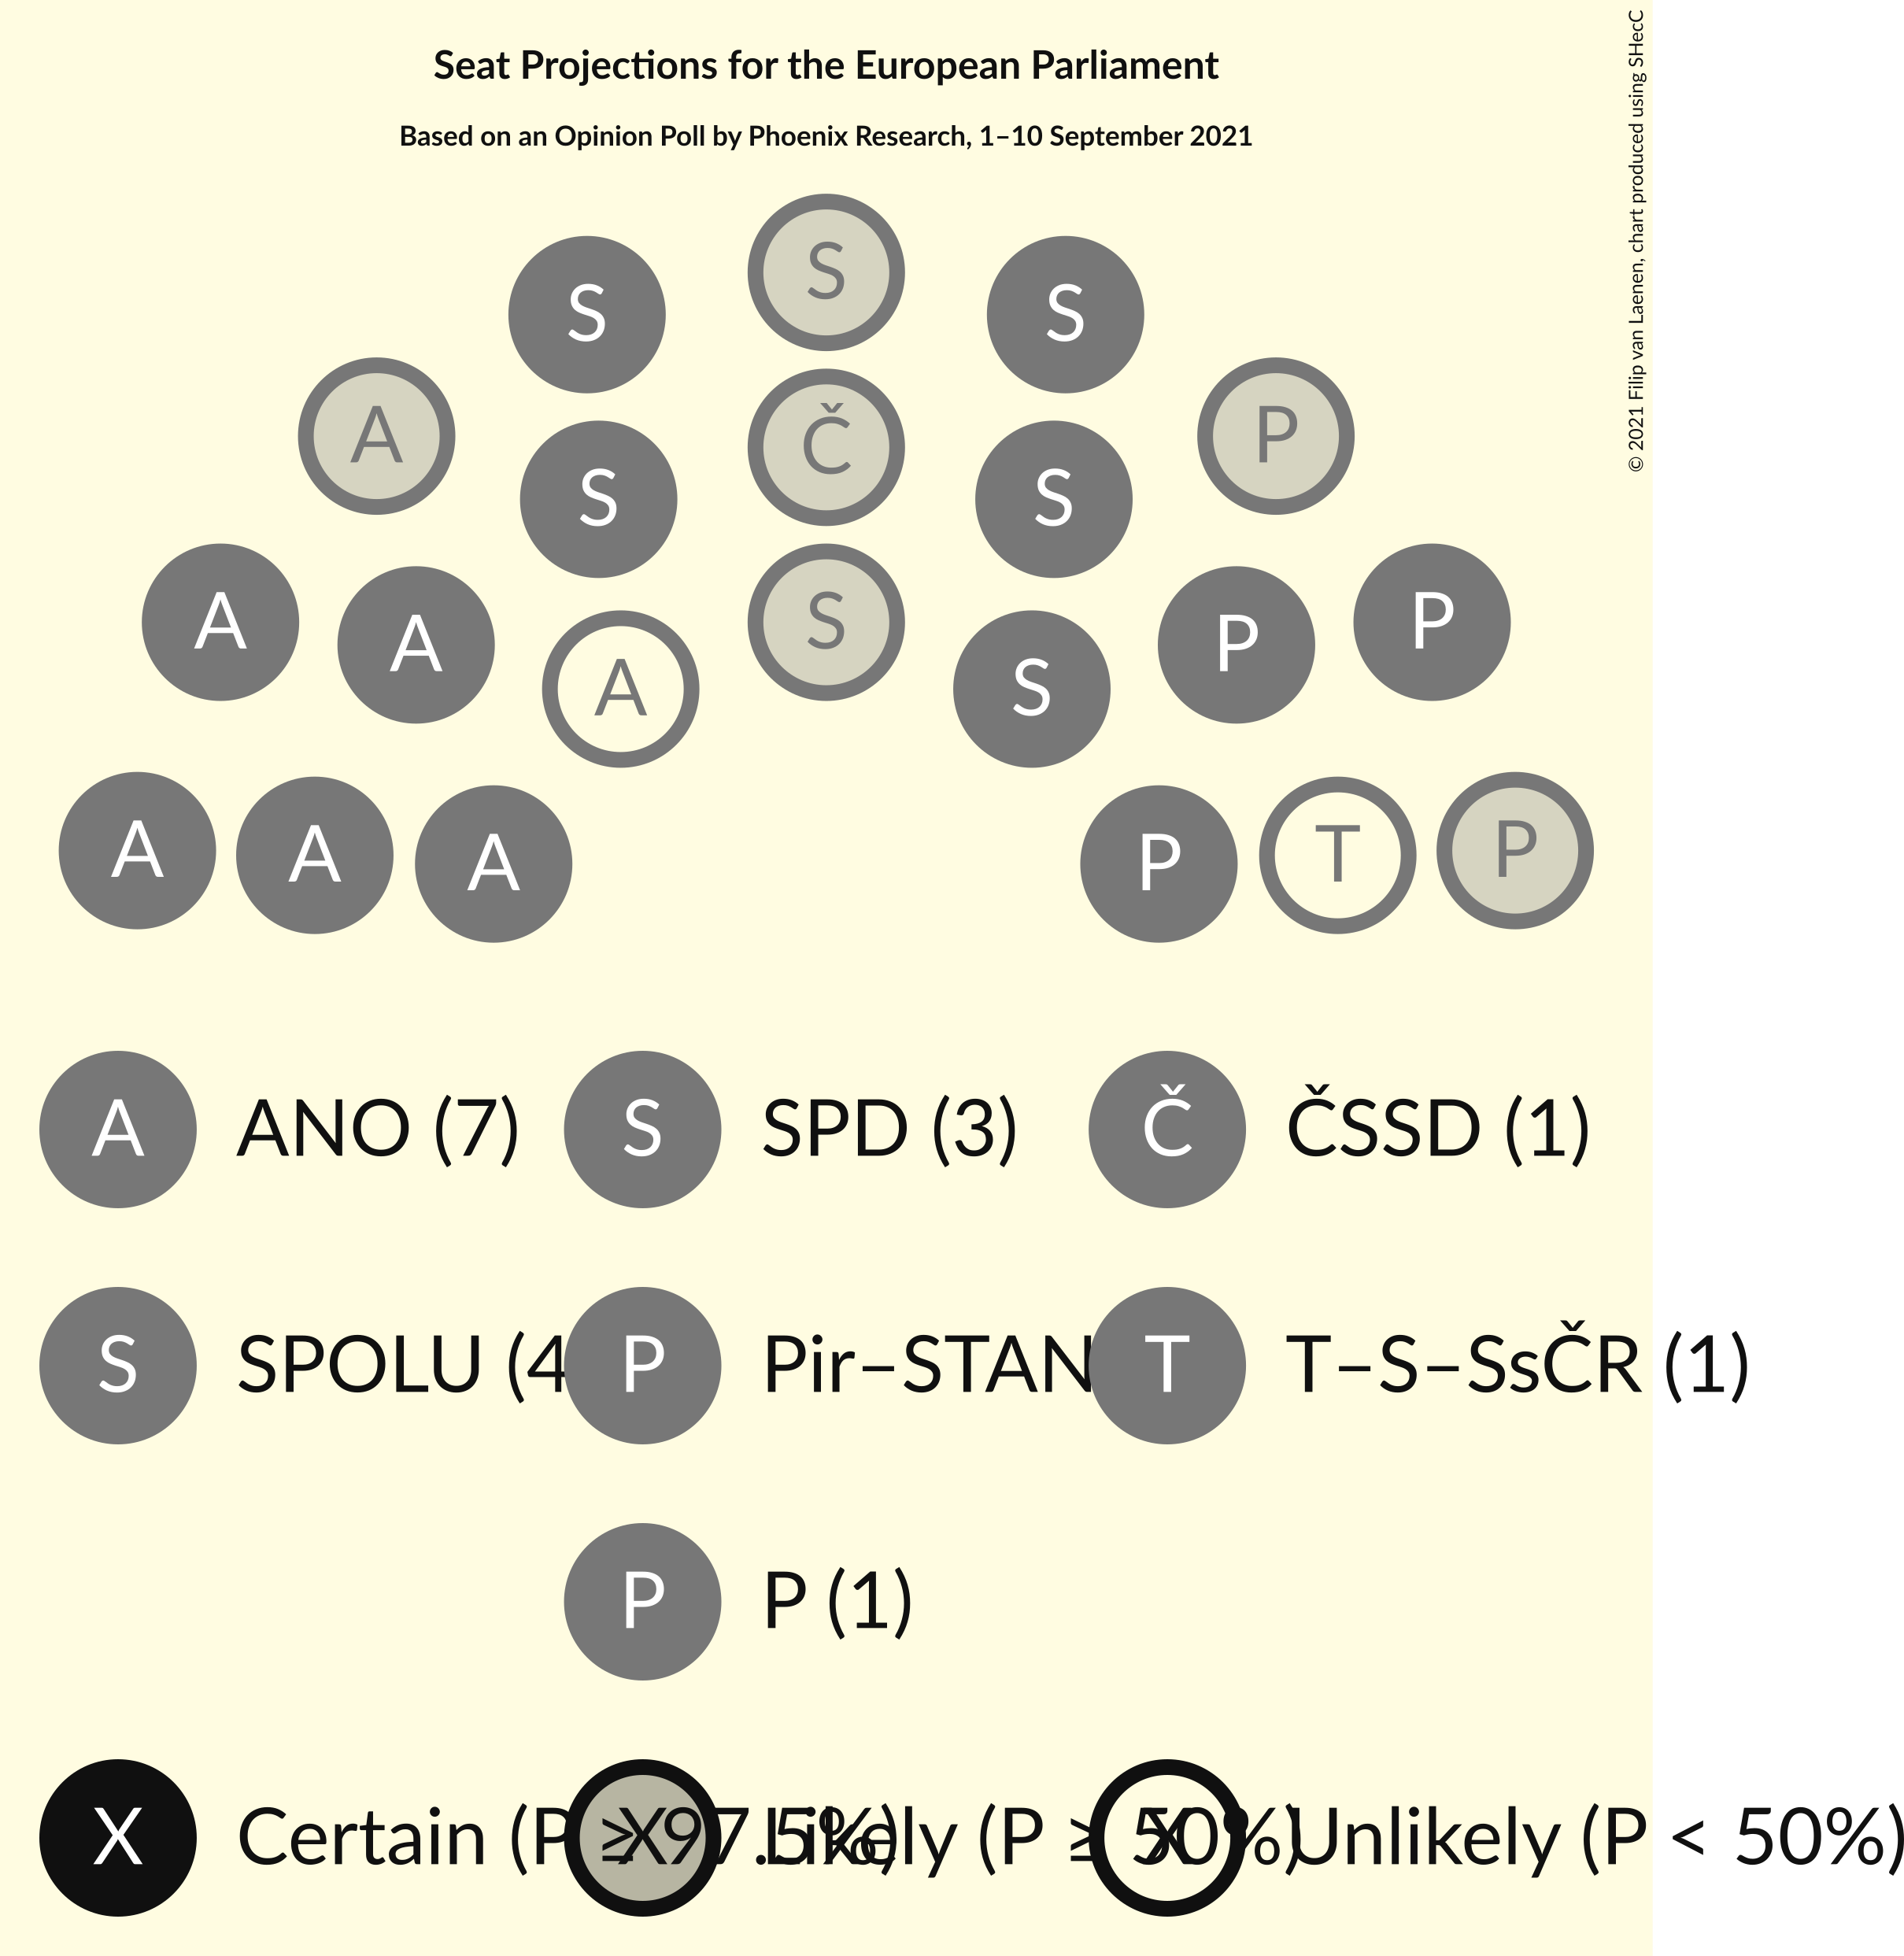 Seat Projections for the European Parliament
Based on an Opinion Poll by Phoenix Research, 1–10 September 2021
© 2021 Filip van Laenen, chart produced using SHecC
S
S S
A Č P
S S
A S P
A P
A S
A P
A T P
A
A ANO (7) S SPD (3) Č ČSSD (1)
S SPOLU (4 P Pir–STAN T T–S–SsČR (1)
P P (1)
X Certain (P ≥ 97.5%) X Likely (P ≥ 50%) X Unlikely (P < 50%)